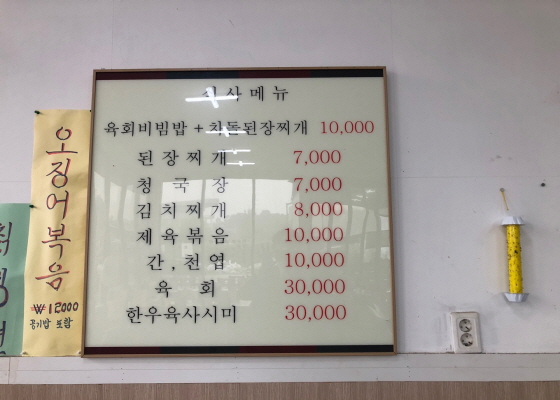 식사메뉴
육회비빔밥 + 차돌된장찌개 10,000
된장찌개 7,000
청국장 7,000
김치찌개 8,000
제육볶음 10,000
간,천엽 10,000
육회 30,000
한우육사시미 30,000
오징어볶음
₩12000
공기밥 포함